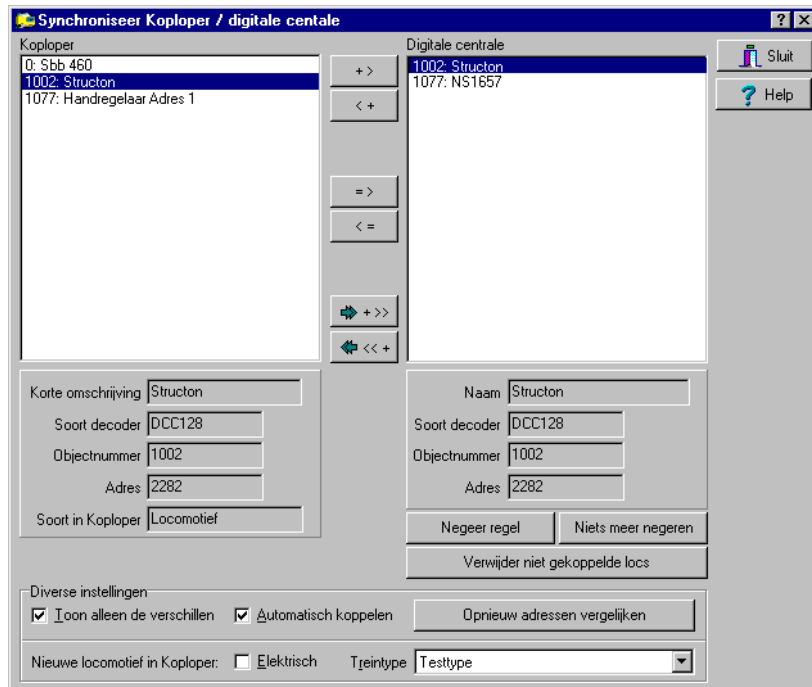 Synchroniseer Koploper / digitale centale
Koploper
0: Sbb 460
1002: Structon
1077: Handregelaar Adres 1
+ >
< +
= >
< =
+ >>
<< +
Digitale centrale
1002: Structon
1077: NS1657
Sluit
? Help
Korte omschrijving Structon
Soort decoder DCC128
Objectnummer 1002
Adres 2282
Soort in Koploper Locomotief
Naam Structon
Soort decoder DCC128
Objectnummer 1002
Adres 2282
Negeer regel
Niets meer negeren
Verwijder niet gekoppelde locs
Diverse instellingen
Toon alleen de verschillen
Automatisch koppelen
Opnieuw adressen vergelijken
Nieuwe locomotief in Koploper:
Elektrisch
Treintype Testtype